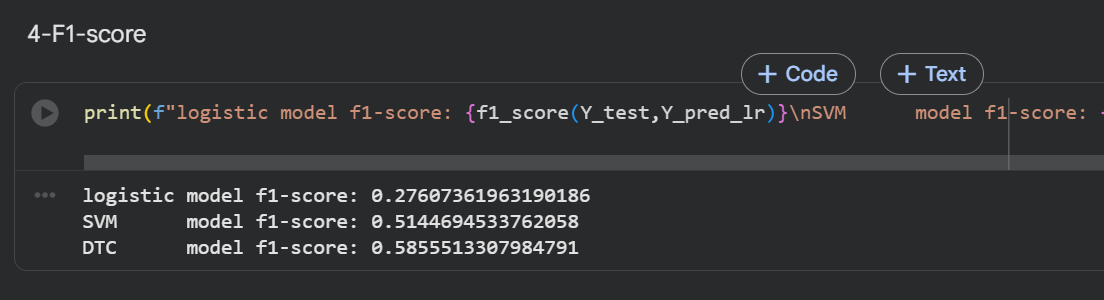 4-F1-score
+ Code + Text
print(f"logistic model f1-score: {f1_score(Y_test,Y_pred_lr)}\nSVM      model f1-score: {
logistic model f1-score: 0.27607361963190186
SVM      model f1-score: 0.5144694533762058
DTC      model f1-score: 0.5855513307984791